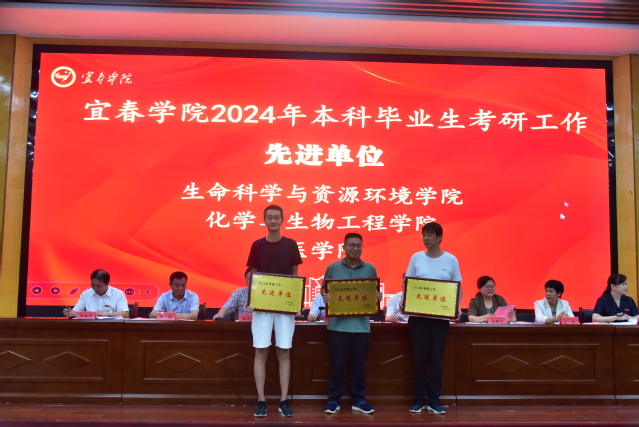 宜春学院
宜春学院2024年本科毕业生考研工作
先进单位
生命科学与资源环境学院
化学 生物工程学院
医学院
先进单位
先进单位
先进单位